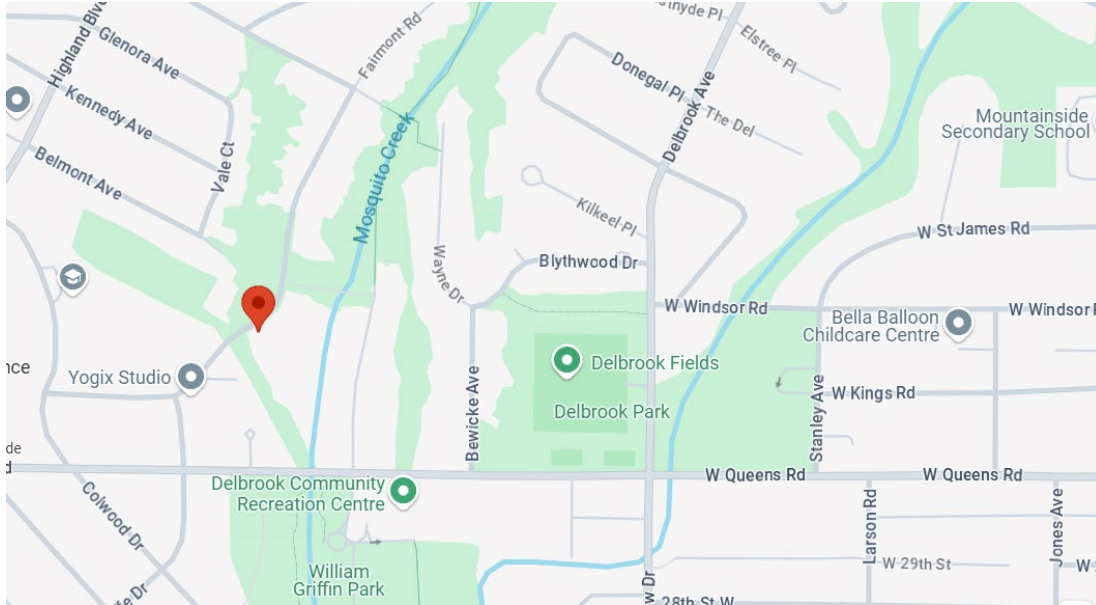 Highland Blv
Glenora Ave
Kennedy Ave
Belmont Ave
Vale Ct
Fairmont Rd
Mosquito Creek
Wayne Dr
Elstree Pl
Donegal Pl
The Del
Delbrook Ave
Kilkeel Pl
Blythwood Dr
Mountainside
Secondary School
W St James Rd
W Windsor Rd
W Windsor
Bella Balloon
Childcare Centre
Delbrook Fields
Delbrook Park
Yogix Studio
Bewicke Ave
W Kings Rd
Stanley Ave
W Queens Rd
W Queens Rd
Delbrook Community
Recreation Centre
Colwood Dr
William
Griffin Park
Larson Rd
Jones Ave
W 29th St
28th St W